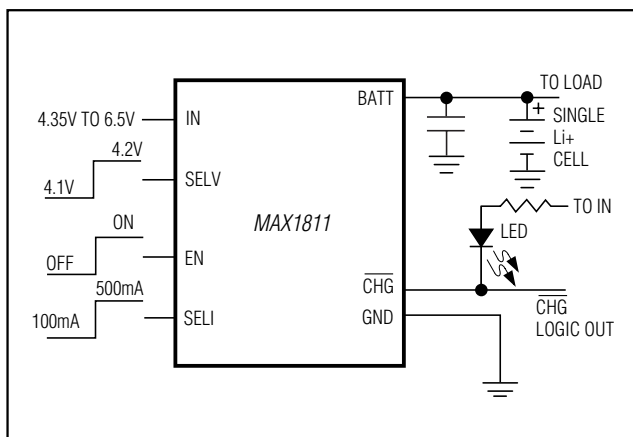 BATT
TO LOAD
4.35V TO 6.5V
IN
+
SINGLE
Li+
CELL
4.2V
4.1V
SELV
TO IN
MAX1811
LED
ON
OFF
EN
CHG
CHG
LOGIC OUT
500mA
100mA
SELI
GND